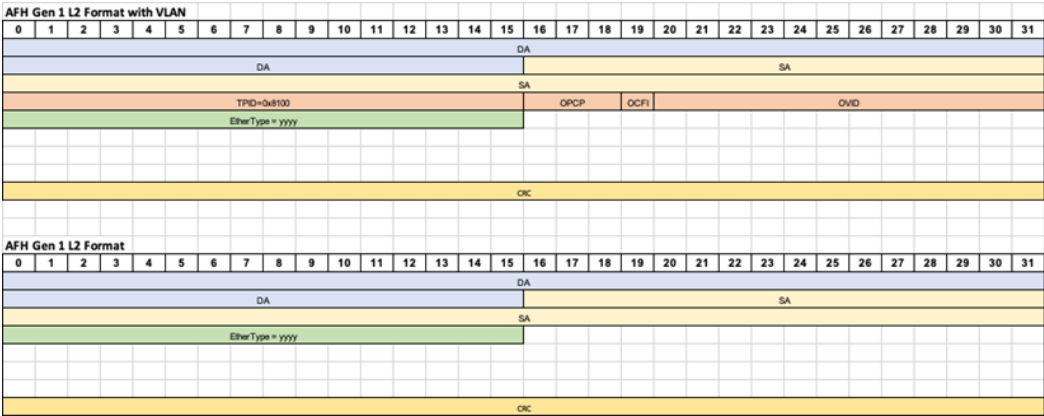 AFH Gen 1 L2 Format with VLAN
0 1 2 3 4 5 6 7 8 9 10 11 12 13 14 15 16 17 18 19 20 21 22 23 24 25 26 27 28 29 30 31
DA
DA SA
SA
TPID=0x8100 OPCP OCFI OVID
EtherType = yyyy
CRC
AFH Gen 1 L2 Format
0 1 2 3 4 5 6 7 8 9 10 11 12 13 14 15 16 17 18 19 20 21 22 23 24 25 26 27 28 29 30 31
DA
DA SA
SA
EtherType = yyyy
CRC